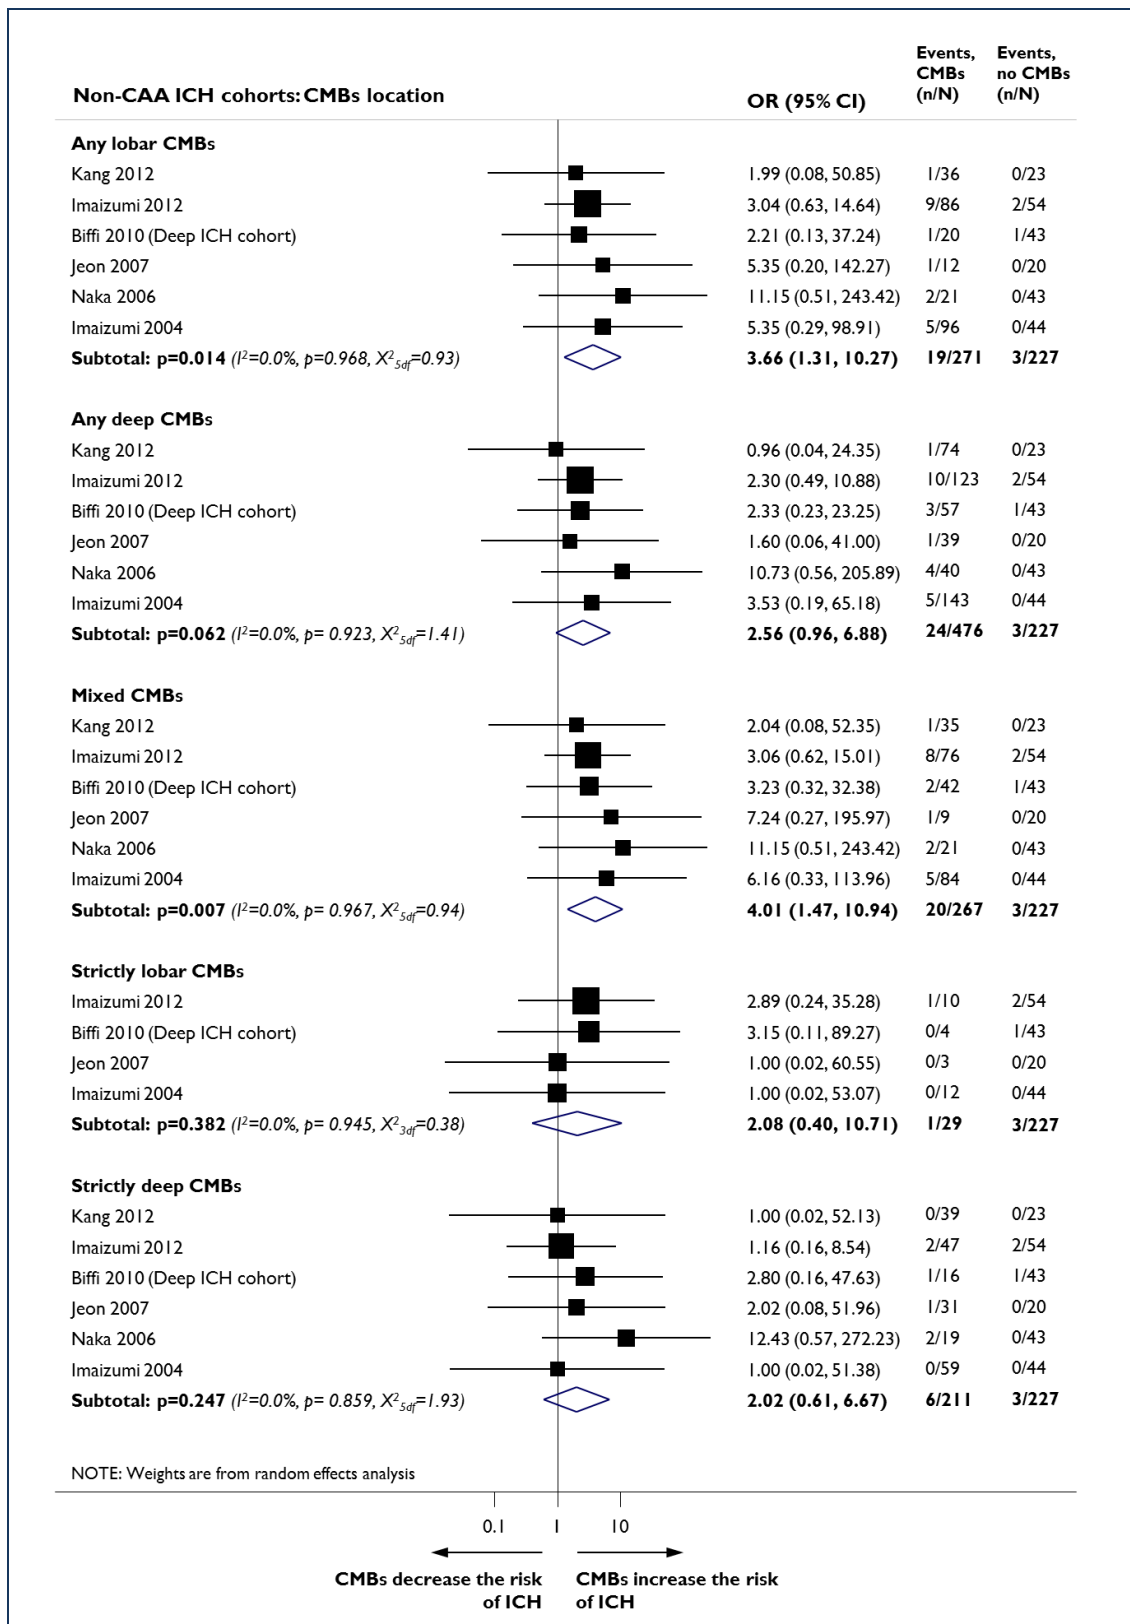 Non-CAA ICH cohorts: CMBs location OR (95% CI) Events, CMBs (n/N) Events, no CMBs (n/N)
Any lobar CMBs
Kang 2012 1.99 (0.08, 50.85) 1/36 0/23
Imaizumi 2012 3.04 (0.63, 14.64) 9/86 2/54
Biffi 2010 (Deep ICH cohort) 2.21 (0.13, 37.24) 1/20 1/43
Jeon 2007 5.35 (0.20, 142.27) 1/12 0/20
Naka 2006 11.15 (0.51, 243.42) 2/21 0/43
Imaizumi 2004 5.35 (0.29, 98.91) 5/96 0/44
Subtotal: p=0.014 (I²=0.0%, p=0.968, X²5df=0.93) 3.66 (1.31, 10.27) 19/271 3/227
Any deep CMBs
Kang 2012 0.96 (0.04, 24.35) 1/74 0/23
Imaizumi 2012 2.30 (0.49, 10.88) 10/123 2/54
Biffi 2010 (Deep ICH cohort) 2.33 (0.23, 23.25) 3/57 1/43
Jeon 2007 1.60 (0.06, 41.00) 1/39 0/20
Naka 2006 10.73 (0.56, 205.89) 4/40 0/43
Imaizumi 2004 3.53 (0.19, 65.18) 5/143 0/44
Subtotal: p=0.062 (I²=0.0%, p= 0.923, X²5df=1.41) 2.56 (0.96, 6.88) 24/476 3/227
Mixed CMBs
Kang 2012 2.04 (0.08, 52.35) 1/35 0/23
Imaizumi 2012 3.06 (0.62, 15.01) 8/76 2/54
Biffi 2010 (Deep ICH cohort) 3.23 (0.32, 32.38) 2/42 1/43
Jeon 2007 7.24 (0.27, 195.97) 1/9 0/20
Naka 2006 11.15 (0.51, 243.42) 2/21 0/43
Imaizumi 2004 6.16 (0.33, 113.96) 5/84 0/44
Subtotal: p=0.007 (I²=0.0%, p= 0.967, X²5df=0.94) 4.01 (1.47, 10.94) 20/267 3/227
Strictly lobar CMBs
Imaizumi 2012 2.89 (0.24, 35.28) 1/10 2/54
Biffi 2010 (Deep ICH cohort) 3.15 (0.11, 89.27) 0/4 1/43
Jeon 2007 1.00 (0.02, 60.55) 0/3 0/20
Imaizumi 2004 1.00 (0.02, 53.07) 0/12 0/44
Subtotal: p=0.382 (I²=0.0%, p= 0.945, X²3df=0.38) 2.08 (0.40, 10.71) 1/29 3/227
Strictly deep CMBs
Kang 2012 1.00 (0.02, 52.13) 0/39 0/23
Imaizumi 2012 1.16 (0.16, 8.54) 2/47 2/54
Biffi 2010 (Deep ICH cohort) 2.80 (0.16, 47.63) 1/16 1/43
Jeon 2007 2.02 (0.08, 51.96) 1/31 0/20
Naka 2006 12.43 (0.57, 272.23) 2/19 0/43
Imaizumi 2004 1.00 (0.02, 51.38) 0/59 0/44
Subtotal: p=0.247 (I²=0.0%, p= 0.859, X²5df=1.93) 2.02 (0.61, 6.67) 6/211 3/227
NOTE: Weights are from random effects analysis
0.1 1 10
CMBs decrease the risk of ICH
CMBs increase the risk of ICH